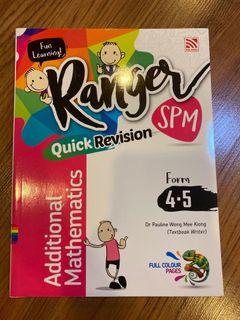 Fun
Learning!
Ranger
SPM
Quick Revision
Additional
Mathematics
Form
4·5
Dr Pauline Wong Mee Kiong
(Textbook Writer)
FULL COLOUR
PAGES